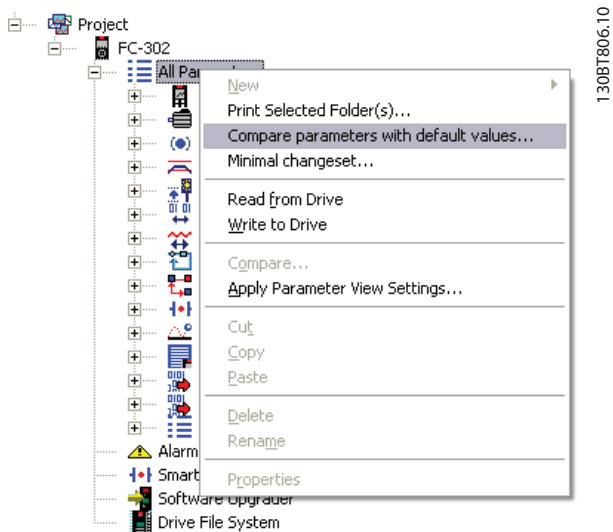 Project
FC-302
All Par
New
Print Selected Folder(s)...
Compare parameters with default values...
Minimal changeset...
Read from Drive
Write to Drive
Compare...
Apply Parameter View Settings...
Cut
Copy
Paste
Delete
Rename
Properties
Alarm
Smart
Software Upgrader
Drive File System
130BT806.10